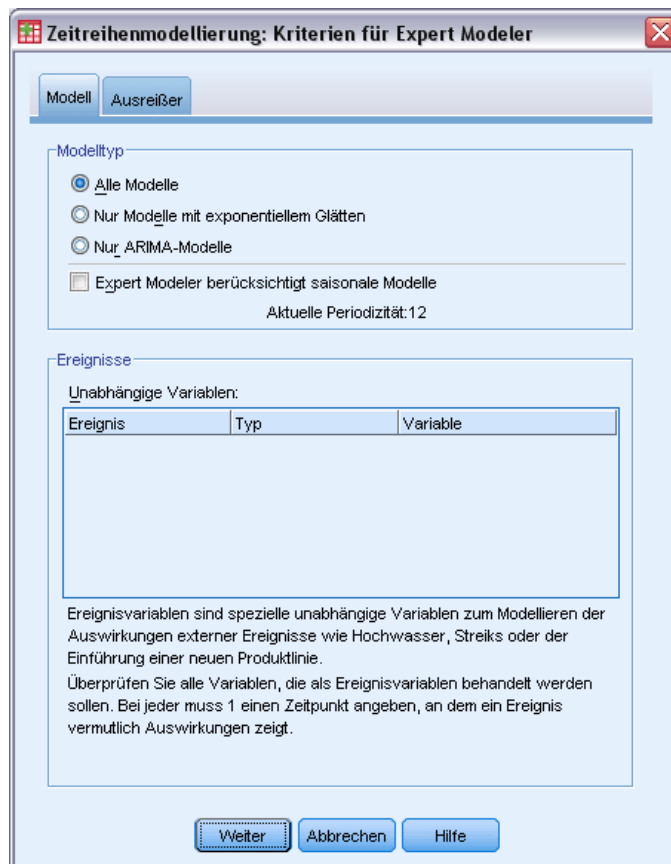 Zeitreihenmodellierung: Kriterien für Expert Modeler
Modell Ausreißer
Modelltyp
Alle Modelle
Nur Modelle mit exponentiellem Glätten
Nur ARIMA-Modelle
Expert Modeler berücksichtigt saisonale Modelle
Aktuelle Periodizität:12
Ereignisse
Unabhängige Variablen:
Ereignis Typ Variable
Ereignisvariablen sind spezielle unabhängige Variablen zum Modellieren der
Auswirkungen externer Ereignisse wie Hochwasser, Streiks oder der
Einführung einer neuen Produktlinie.
Überprüfen Sie alle Variablen, die als Ereignisvariablen behandelt werden
sollen. Bei jeder muss 1 einen Zeitpunkt angeben, an dem ein Ereignis
vermutlich Auswirkungen zeigt.
Weiter Abbrechen Hilfe